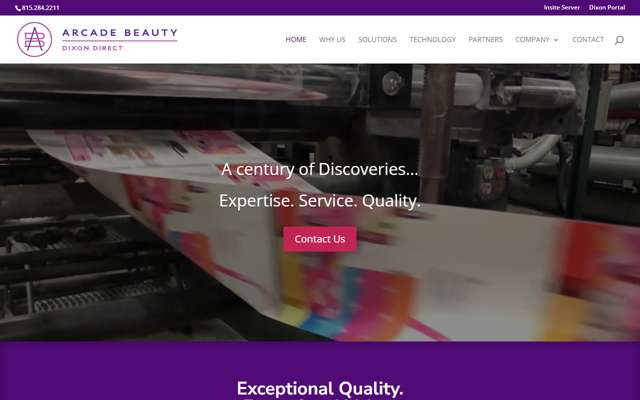 815.284.2211
Insite Server
Dixon Portal
ARCADE BEAUTY
DIXON DIRECT
HOME
WHY US
SOLUTIONS
TECHNOLOGY
PARTNERS
COMPANY
CONTACT
A century of Discoveries...
Expertise. Service. Quality.
Contact Us
Exceptional Quality.